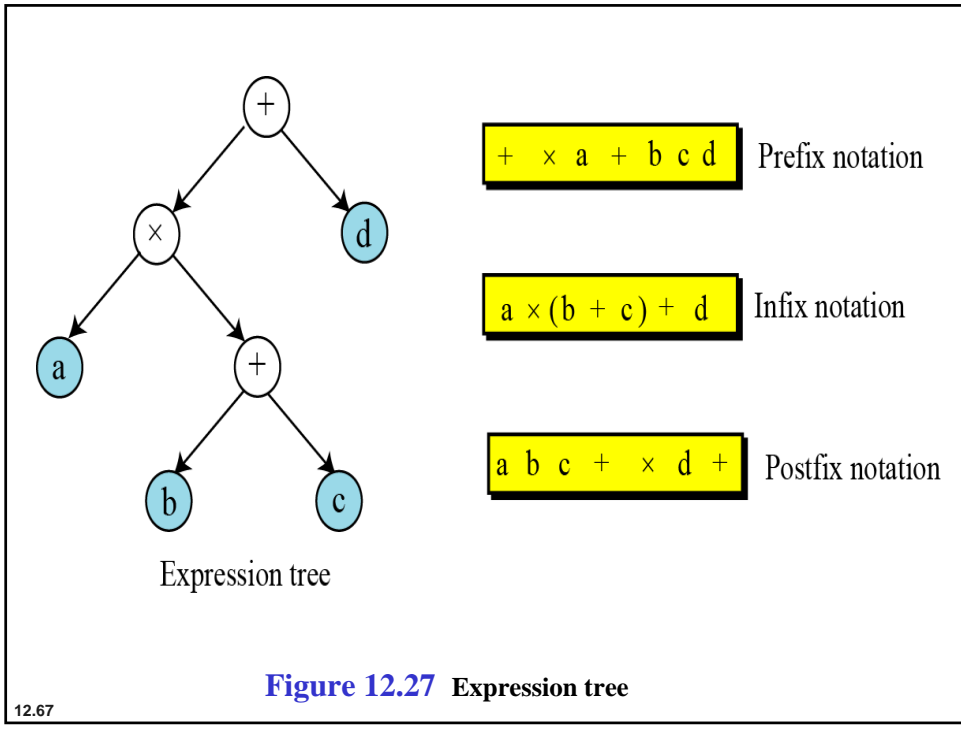 +
×
d
a
+
b
c
Expression tree
+ × a + b c d
Prefix notation
a × (b + c) + d
Infix notation
a b c + × d +
Postfix notation
Figure 12.27 Expression tree
12.67